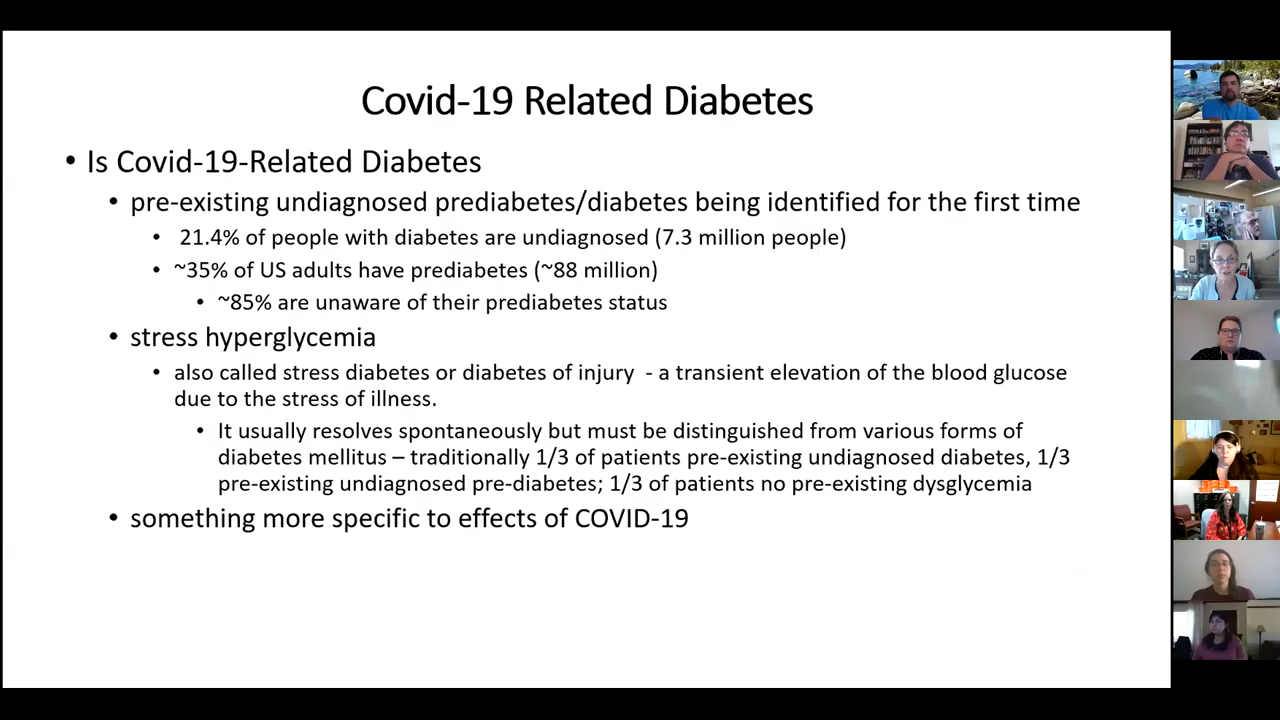 Covid-19 Related Diabetes
• Is Covid-19-Related Diabetes
• pre-existing undiagnosed prediabetes/diabetes being identified for the first time
• 21.4% of people with diabetes are undiagnosed (7.3 million people)
• ~35% of US adults have prediabetes (~88 million)
• ~85% are unaware of their prediabetes status
• stress hyperglycemia
• also called stress diabetes or diabetes of injury - a transient elevation of the blood glucose
due to the stress of illness.
• It usually resolves spontaneously but must be distinguished from various forms of
diabetes mellitus – traditionally 1/3 of patients pre-existing undiagnosed diabetes, 1/3
pre-existing undiagnosed pre-diabetes; 1/3 of patients no pre-existing dysglycemia
• something more specific to effects of COVID-19